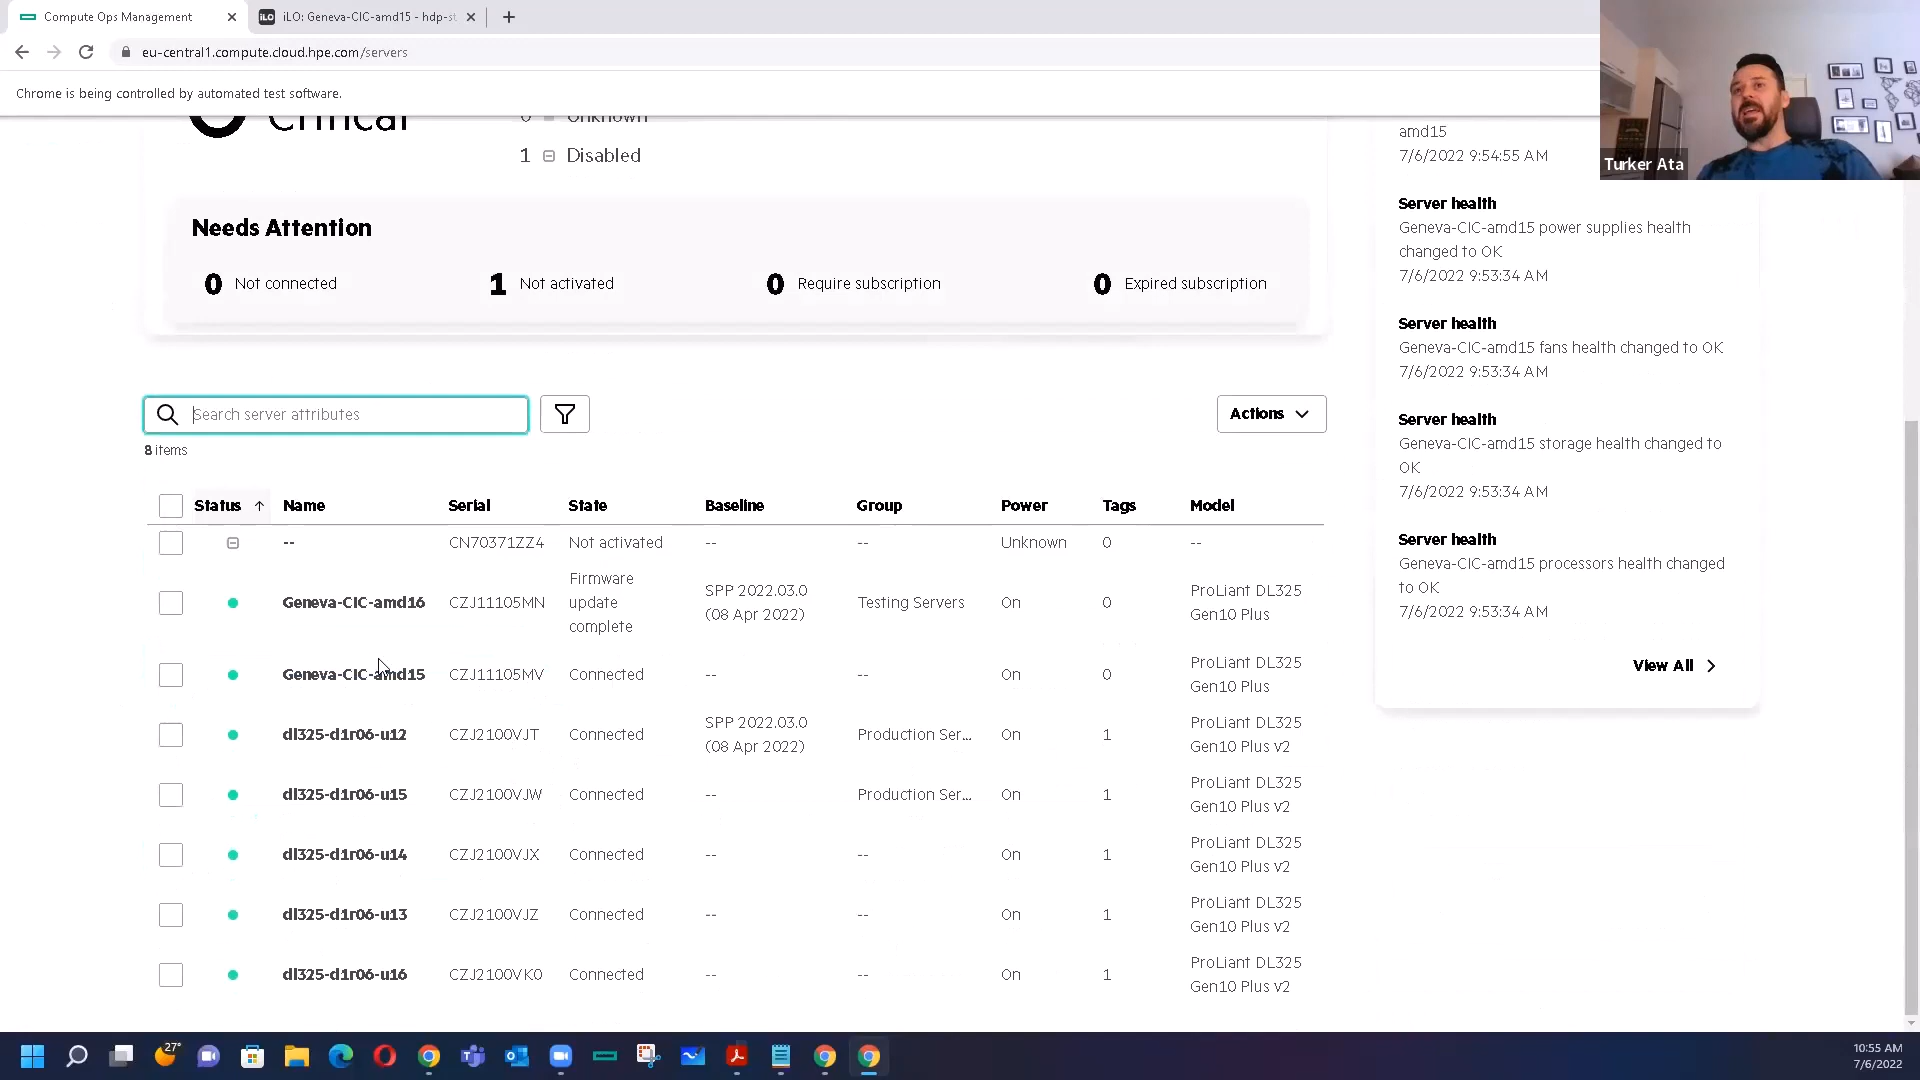 Compute Ops Management
iLO: Geneva-CIC-amd15 - hdp-st
eu-central1.compute.cloud.hpe.com/servers
Chrome is being controlled by automated test software.
Turker Ata
Critical
0 Unknown
1 Disabled
Needs Attention
0 Not connected
1 Not activated
0 Require subscription
0 Expired subscription
Search server attributes
Actions
8 items
Status Name Serial State Baseline Group Power Tags Model
-- CN70371ZZ4 Not activated -- -- Unknown 0 --
Geneva-CIC-amd16 CZJ11105MN Firmware update complete SPP 2022.03.0 (08 Apr 2022) Testing Servers On 0 ProLiant DL325 Gen10 Plus
Geneva-CIC-amd15 CZJ11105MV Connected -- -- On 0 ProLiant DL325 Gen10 Plus
dl325-d1r06-u12 CZJ2100VJT Connected SPP 2022.03.0 (08 Apr 2022) Production Ser... On 1 ProLiant DL325 Gen10 Plus v2
dl325-d1r06-u15 CZJ2100VJW Connected -- Production Ser... On 1 ProLiant DL325 Gen10 Plus v2
dl325-d1r06-u14 CZJ2100VJX Connected -- -- On 1 ProLiant DL325 Gen10 Plus v2
dl325-d1r06-u13 CZJ2100VJZ Connected -- -- On 1 ProLiant DL325 Gen10 Plus v2
dl325-d1r06-u16 CZJ2100VK0 Connected -- -- On 1 ProLiant DL325 Gen10 Plus v2
amd15
7/6/2022 9:54:55 AM
Server health
Geneva-CIC-amd15 power supplies health
changed to OK
7/6/2022 9:53:34 AM
Server health
Geneva-CIC-amd15 fans health changed to OK
7/6/2022 9:53:34 AM
Server health
Geneva-CIC-amd15 storage health changed to
OK
7/6/2022 9:53:34 AM
Server health
Geneva-CIC-amd15 processors health changed
to OK
7/6/2022 9:53:34 AM
View All
27°
10:55 AM
7/6/2022